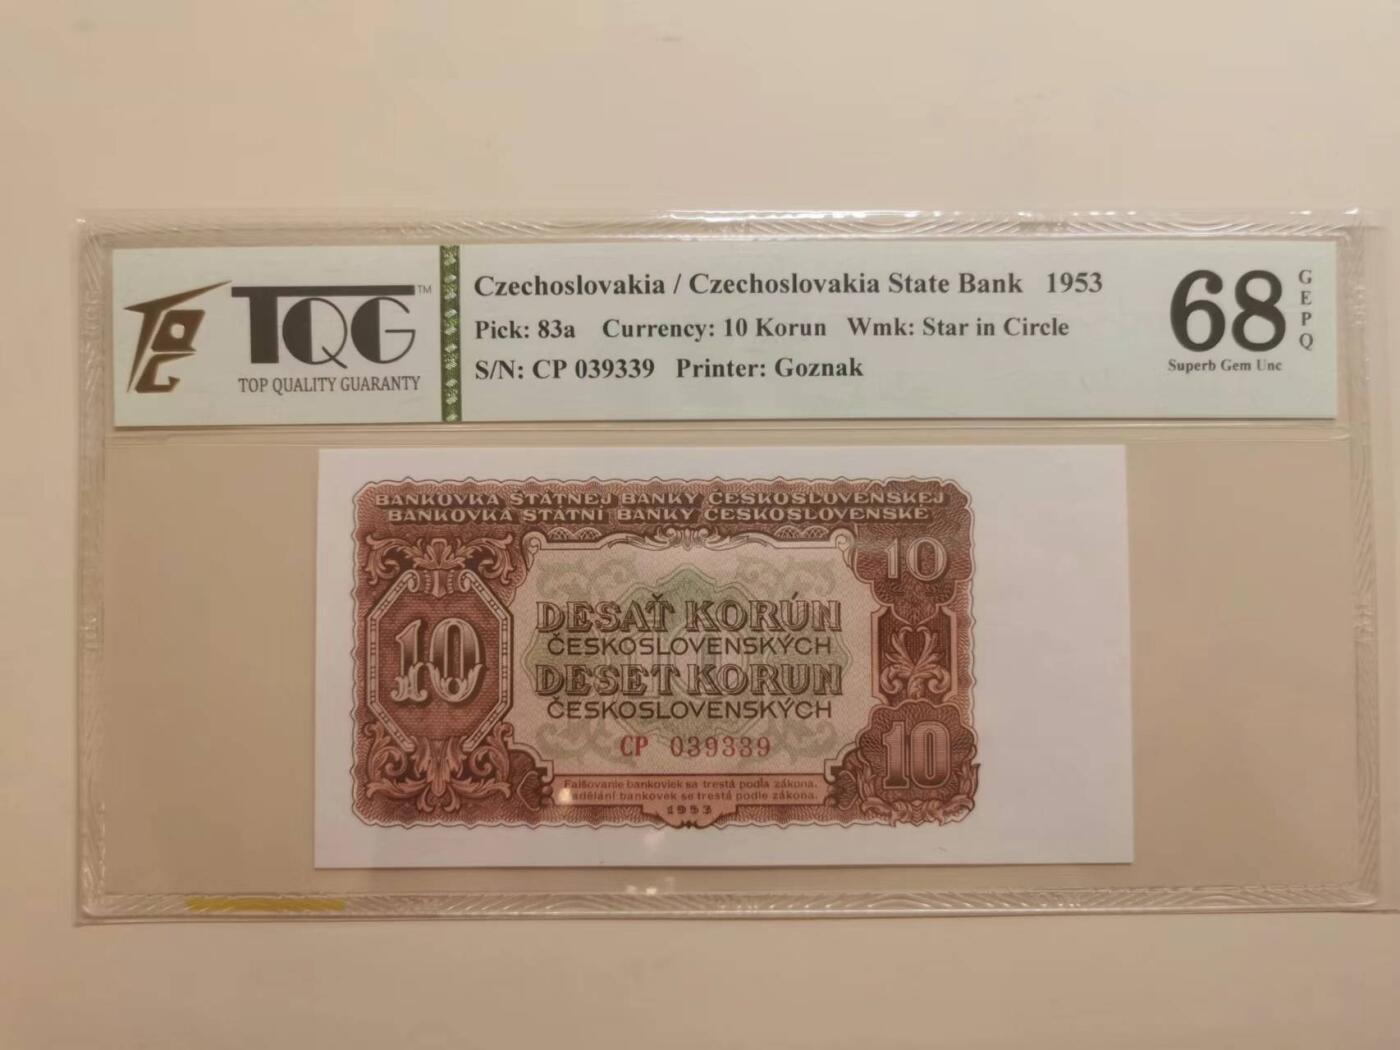 TQG™
TOP QUALITY GUARANTY
Czechoslovakia / Czechoslovakia State Bank 1953
Pick: 83a Currency: 10 Korun Wmk: Star in Circle
S/N: CP 039339 Printer: Goznak
68
GEPQ
Superb Gem Unc
BANKOVKA ŠTÁTNEJ BANKY ČESKOSLOVENSKEJ
BANKOVKA STÁTNÍ BANKY ČESKOSLOVENSKÉ
10
10
DESAŤ KORÚN
ČESKOSLOVENSKÝCH
DESET KORUN
ČESKOSLOVENSKÝCH
CP 039339
10
Falšovanie bankoviek sa trestá podľa zákona.
adělání bankovek se trestá podle zákona.
1953